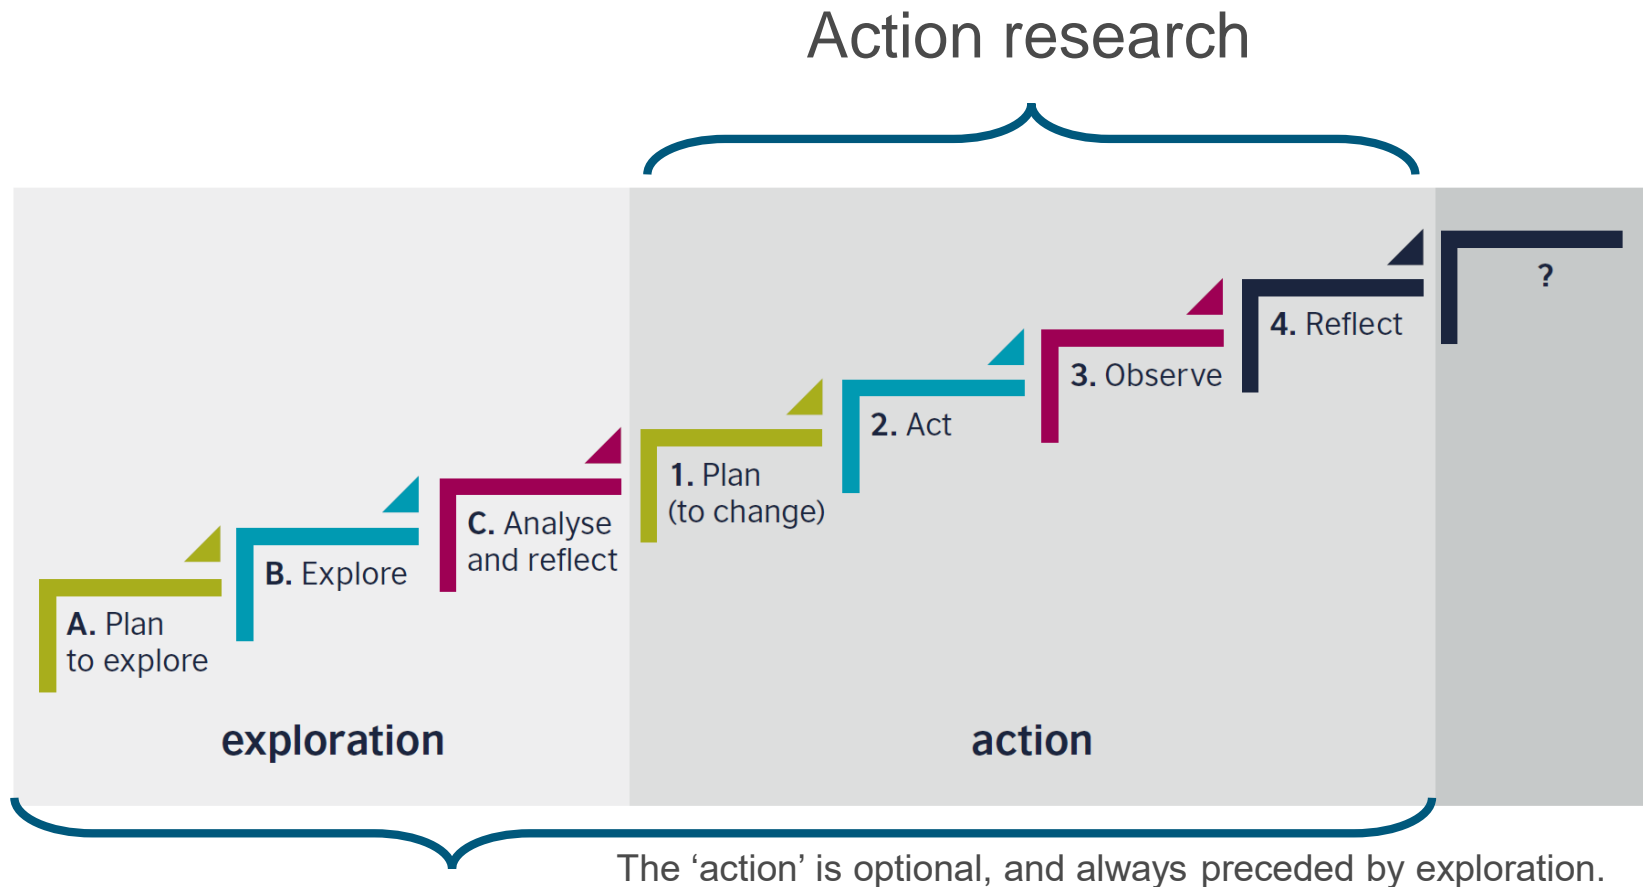 Action research
?
4. Reflect
3. Observe
2. Act
1. Plan
(to change)
C. Analyse
and reflect
B. Explore
A. Plan
to explore
exploration
action
The ‘action’ is optional, and always preceded by exploration.